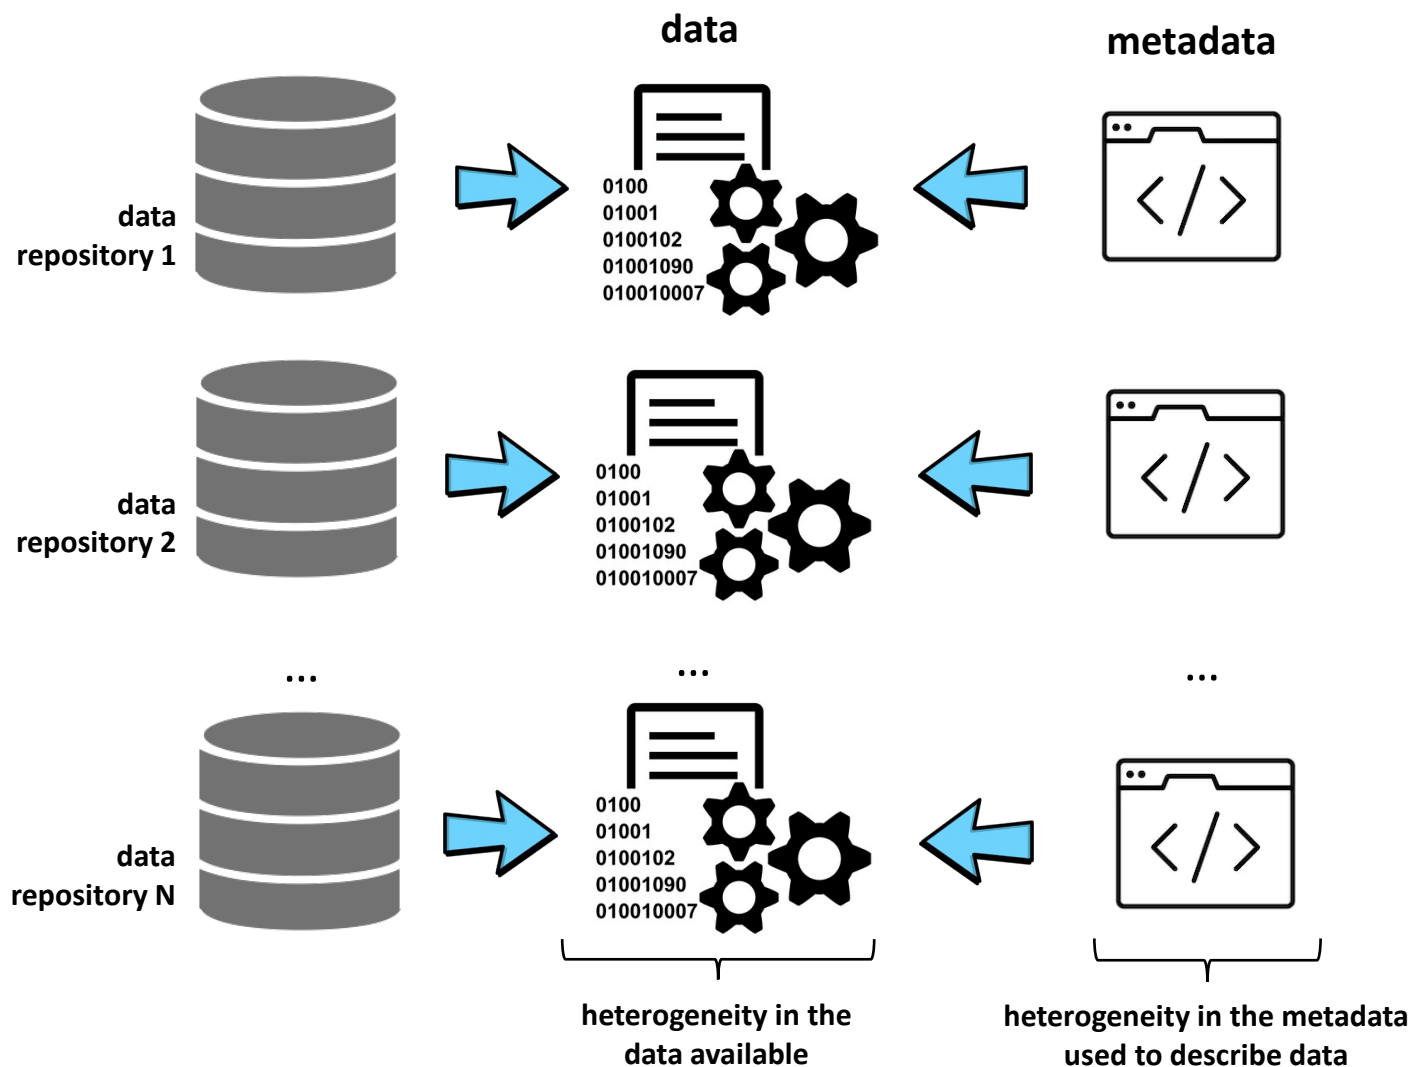 data
metadata
0100
01001
0100102
01001090
010010007
</>
data
repository 1
0100
01001
0100102
01001090
010010007
</>
data
repository 2
...
...
...
0100
01001
0100102
01001090
010010007
</>
data
repository N
heterogeneity in the
data available
heterogeneity in the metadata
used to describe data